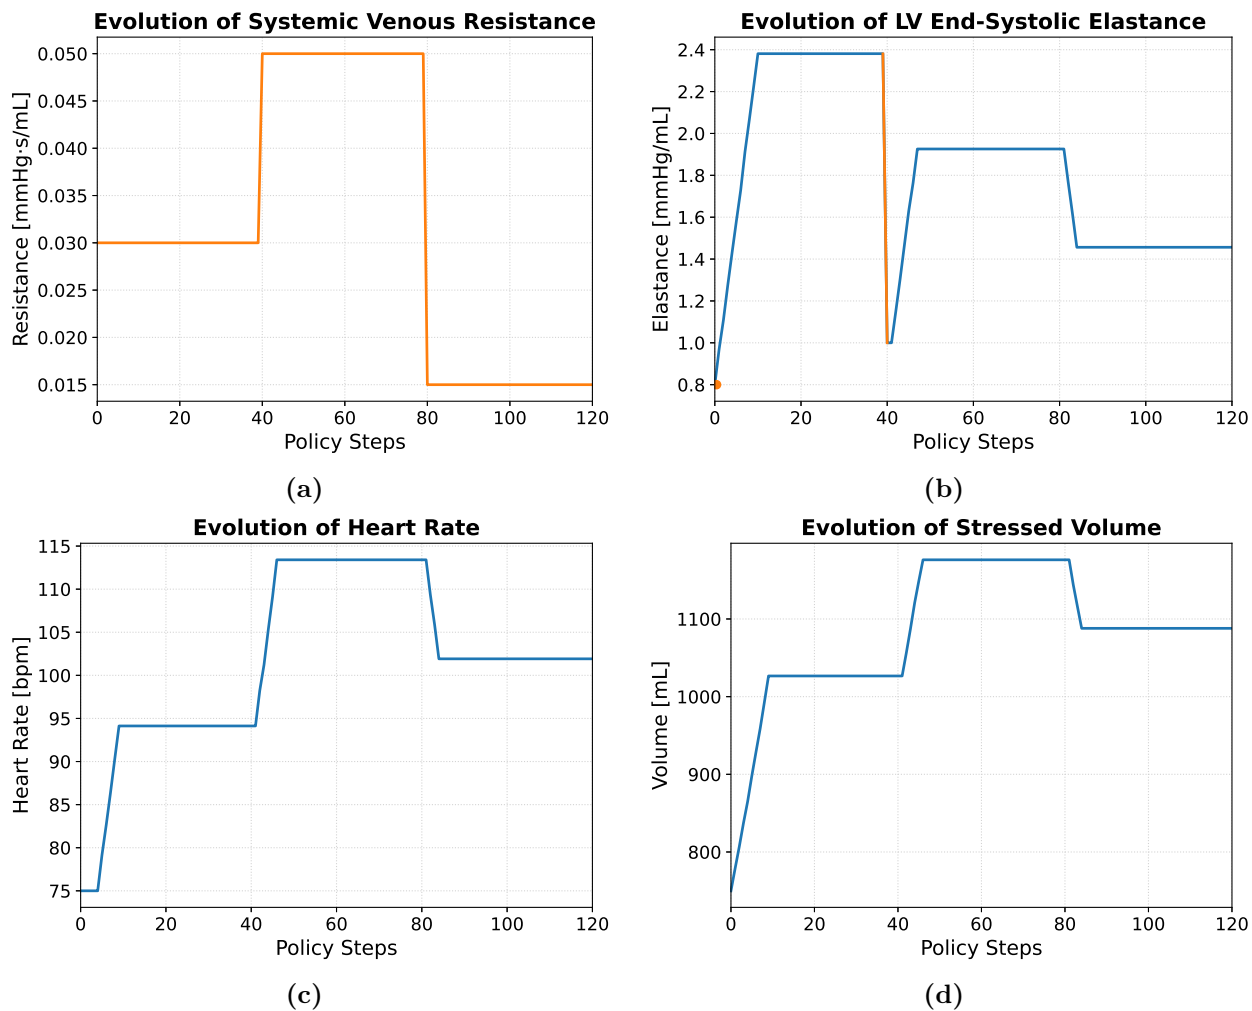 Evolution of Systemic Venous Resistance
0.050
0.045
0.040
0.035
0.030
0.025
0.020
0.015
Resistance [mmHg·s/mL]
0 20 40 60 80 100 120
Policy Steps
(a)
Evolution of LV End-Systolic Elastance
2.4
2.2
2.0
1.8
1.6
1.4
1.2
1.0
0.8
Elastance [mmHg/mL]
0 20 40 60 80 100 120
Policy Steps
(b)
Evolution of Heart Rate
115
110
105
100
95
90
85
80
75
Heart Rate [bpm]
0 20 40 60 80 100 120
Policy Steps
(c)
Evolution of Stressed Volume
1100
1000
900
800
Volume [mL]
0 20 40 60 80 100 120
Policy Steps
(d)